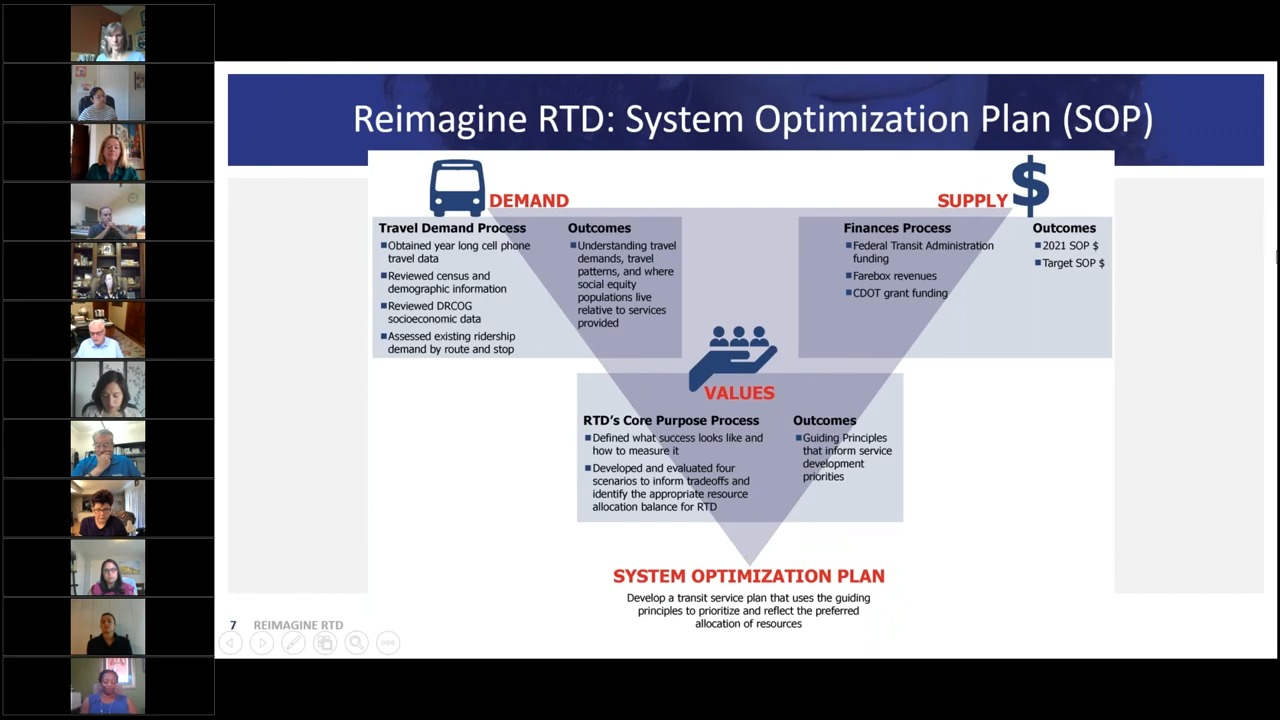 Reimagine RTD: System Optimization Plan (SOP)
DEMAND
Travel Demand Process
Obtained year long cell phone
travel data
Reviewed census and
demographic information
Reviewed DRCOG
socioeconomic data
Assessed existing ridership
demand by route and stop
Outcomes
Understanding travel
demands, travel
patterns, and where
social equity
populations live
relative to services
provided
SUPPLY
$
Finances Process
Federal Transit Administration
funding
Farebox revenues
CDOT grant funding
Outcomes
2021 SOP $
Target SOP $
VALUES
RTD's Core Purpose Process
Defined what success looks like and
how to measure it
Developed and evaluated four
scenarios to inform tradeoffs and
identify the appropriate resource
allocation balance for RTD
Outcomes
Guiding Principles
that inform service
development
priorities
SYSTEM OPTIMIZATION PLAN
Develop a transit service plan that uses the guiding
principles to prioritize and reflect the preferred
allocation of resources
7 REIMAGINE RTD